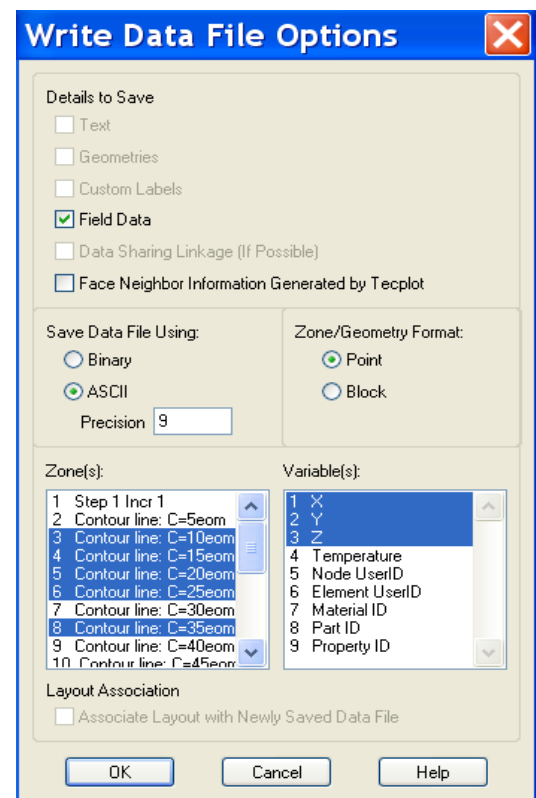 Write Data File Options
Details to Save
Text
Geometries
Custom Labels
Field Data
Data Sharing Linkage (If Possible)
Face Neighbor Information Generated by Tecplot
Save Data File Using:
Binary
ASCII
Precision 9
Zone/Geometry Format:
Point
Block
Zone(s):
1 Step 1 Incr 1
2 Contour line: C=5eom
3 Contour line: C=10eom
4 Contour line: C=15eom
5 Contour line: C=20eom
6 Contour line: C=25eom
7 Contour line: C=30eom
8 Contour line: C=35eom
9 Contour line: C=40eom
10 Contour line: C=45eom
Variable(s):
1 X
2 Y
3 Z
4 Temperature
5 Node UserID
6 Element UserID
7 Material ID
8 Part ID
9 Property ID
Layout Association
Associate Layout with Newly Saved Data File
OK Cancel Help